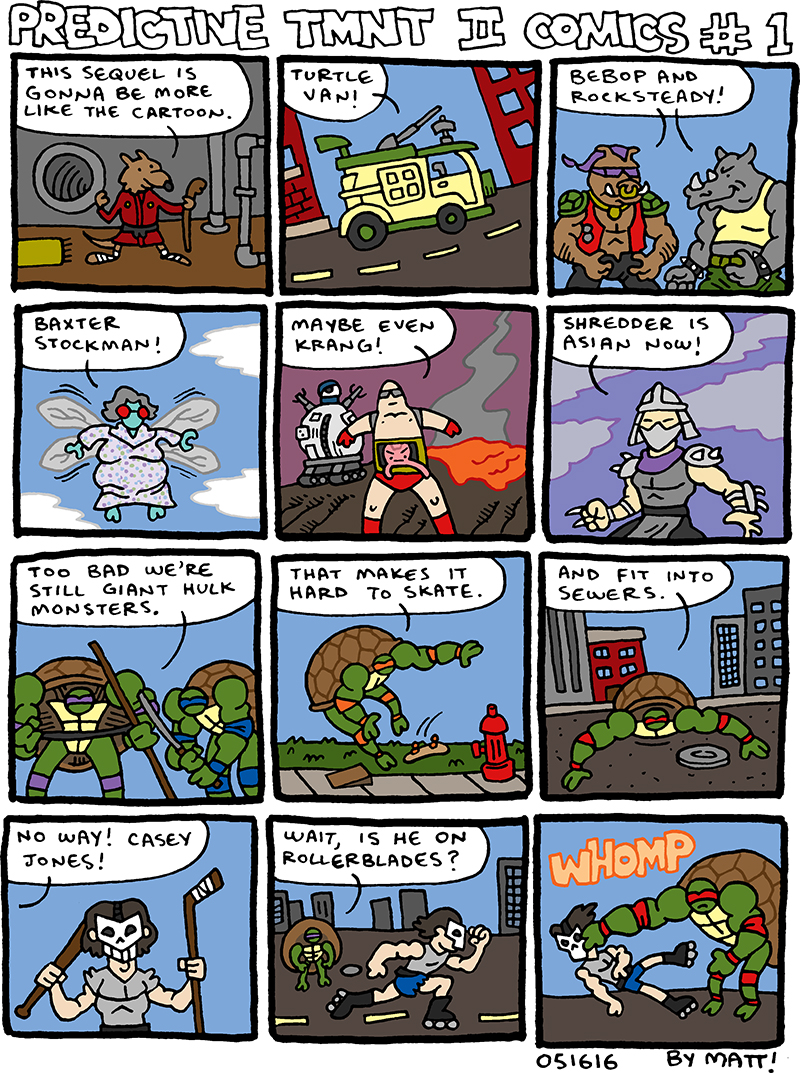 PREDICTIVE TMNT II COMICS #1
THIS SEQUEL IS
GONNA BE MORE
LIKE THE CARTOON.
TURTLE
VAN!
BEBOP AND
ROCKSTEADY!
BAXTER
STOCKMAN!
MAYBE EVEN
KRANG!
SHREDDER IS
ASIAN NOW!
TOO BAD WE'RE
STILL GIANT HULK
MONSTERS.
THAT MAKES IT
HARD TO SKATE.
AND FIT INTO
SEWERS.
NO WAY! CASEY
JONES!
WAIT, IS HE ON
ROLLERBLADES?
WHOMP
051616 BY MATT!